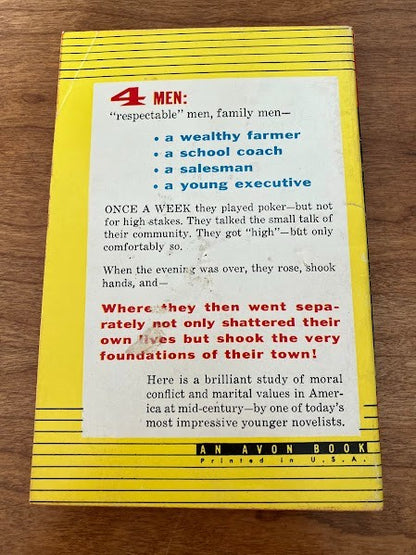 4 MEN:
"respectable" men, family men—
• a wealthy farmer
• a school coach
• a salesman
• a young executive
ONCE A WEEK they played poker—but not
for high stakes. They talked the small talk of
their community. They got "high"—but only
comfortably so.
When the evening was over, they rose, shook
hands, and—
Where they then went sepa-
rately not only shattered their
own lives but shook the very
foundations of their town!
Here is a brilliant study of moral
conflict and marital values in Amer-
ica at mid-century—by one of today's
most impressive younger novelists.
AN AVON BOOK
Printed in U.S.A.